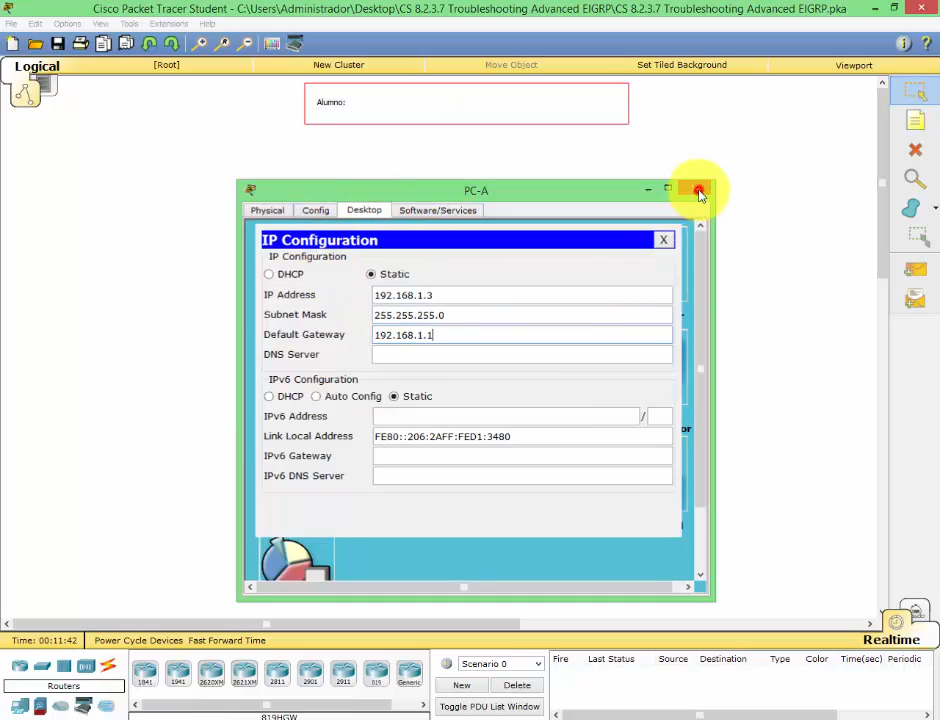 Cisco Packet Tracer Student - C:\Users\Administrador\Desktop\CS 8.2.3.7 Troubleshooting Advanced EIGRP\CS 8.2.3.7 Troubleshooting Advanced EIGRP.pka
File Edit Options View Tools Extensions Help
Logical [Root] New Cluster Move Object Set Tiled Background Viewport
Alumno:
PC-A
Physical Config Desktop Software/Services
IP Configuration X
IP Configuration
DHCP Static
IP Address 192.168.1.3
Subnet Mask 255.255.255.0
Default Gateway 192.168.1.1
DNS Server
IPv6 Configuration
DHCP Auto Config Static
IPv6 Address /
Link Local Address FE80::206:2AFF:FED1:3480
IPv6 Gateway
IPv6 DNS Server
or
Realtime
Time: 00:11:42 Power Cycle Devices Fast Forward Time
Routers
1841 1941 2620XM 2621XM 2811 2901 2911 819 Generic
819HGW
Scenario 0
New Delete
Toggle PDU List Window
Fire Last Status Source Destination Type Color Time(sec) Periodic